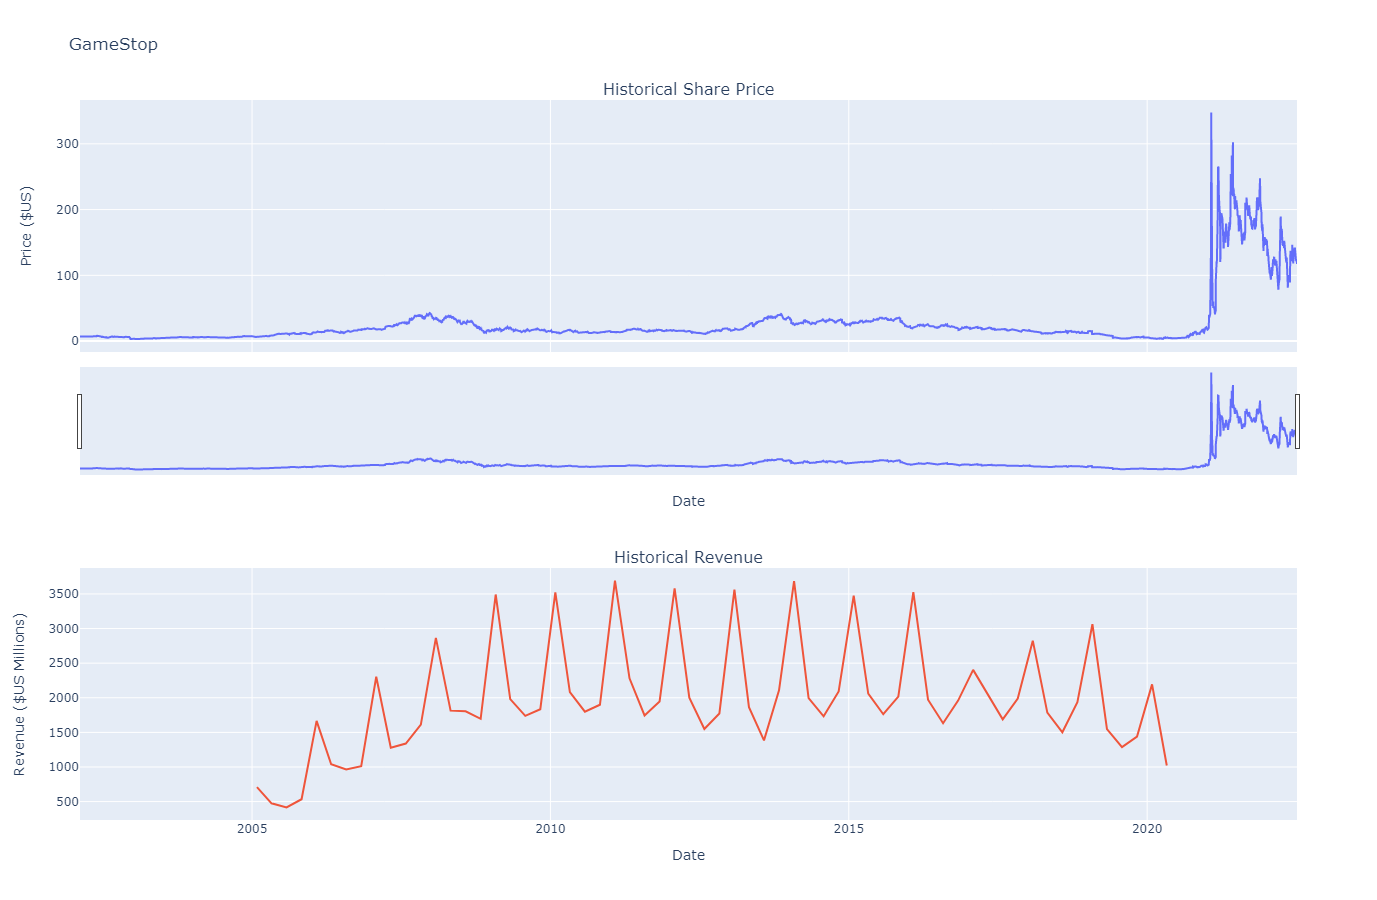 GameStop
Historical Share Price
Price ($US)
300
200
100
0
Date
Historical Revenue
Revenue ($US Millions)
3500
3000
2500
2000
1500
1000
500
2005 2010 2015 2020
Date